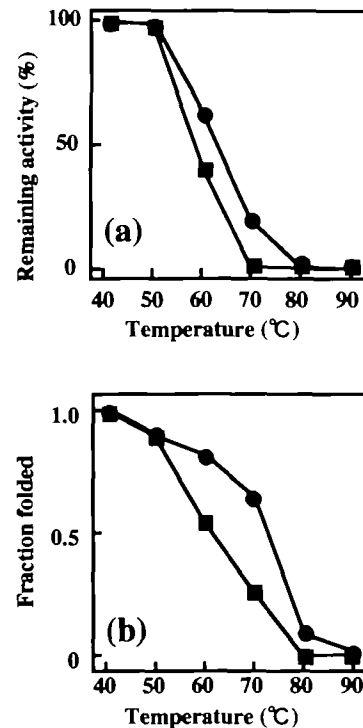 100
50
0
Remaining activity (%)
(a)
40 50 60 70 80 90
Temperature (℃)
1.0
0.5
0
Fraction folded
(b)
40 50 60 70 80 90
Temperature (℃)